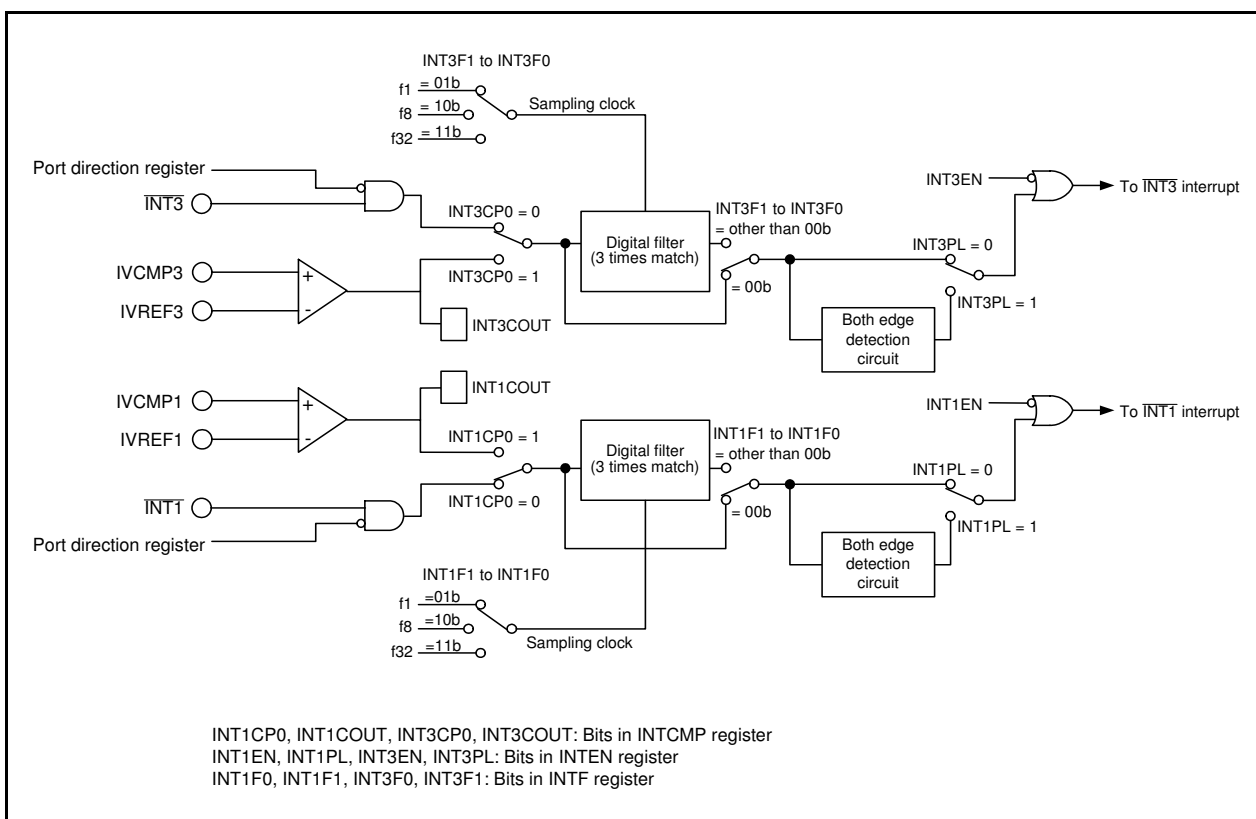 INT3F1 to INT3F0
f1 = 01b
f8 = 10b
f32 = 11b
Sampling clock
Port direction register
INT3
INT3CP0 = 0
INT3CP0 = 1
IVCMP3
IVREF3
+
-
INT3COUT
Digital filter
(3 times match)
INT3F1 to INT3F0
= other than 00b
= 00b
INT3EN
To INT3 interrupt
INT3PL = 0
INT3PL = 1
Both edge
detection
circuit
IVCMP1
IVREF1
+
-
INT1COUT
INT1CP0 = 1
INT1CP0 = 0
INT1
Port direction register
Digital filter
(3 times match)
INT1F1 to INT1F0
= other than 00b
= 00b
INT1EN
To INT1 interrupt
INT1PL = 0
INT1PL = 1
Both edge
detection
circuit
INT1F1 to INT1F0
f1 =01b
f8 =10b
f32 =11b
Sampling clock
INT1CP0, INT1COUT, INT3CP0, INT3COUT: Bits in INTCMP register
INT1EN, INT1PL, INT3EN, INT3PL: Bits in INTEN register
INT1F0, INT1F1, INT3F0, INT3F1: Bits in INTF register